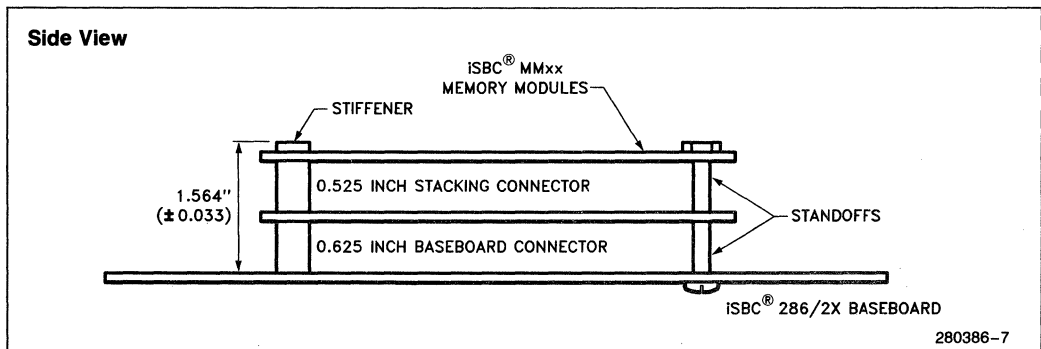 Side View
iSBC® MMxx
MEMORY MODULES
STIFFENER
0.525 INCH STACKING CONNECTOR
1.564"
(±0.033)
STANDOFFS
0.625 INCH BASEBOARD CONNECTOR
iSBC® 286/2X BASEBOARD
280386-7